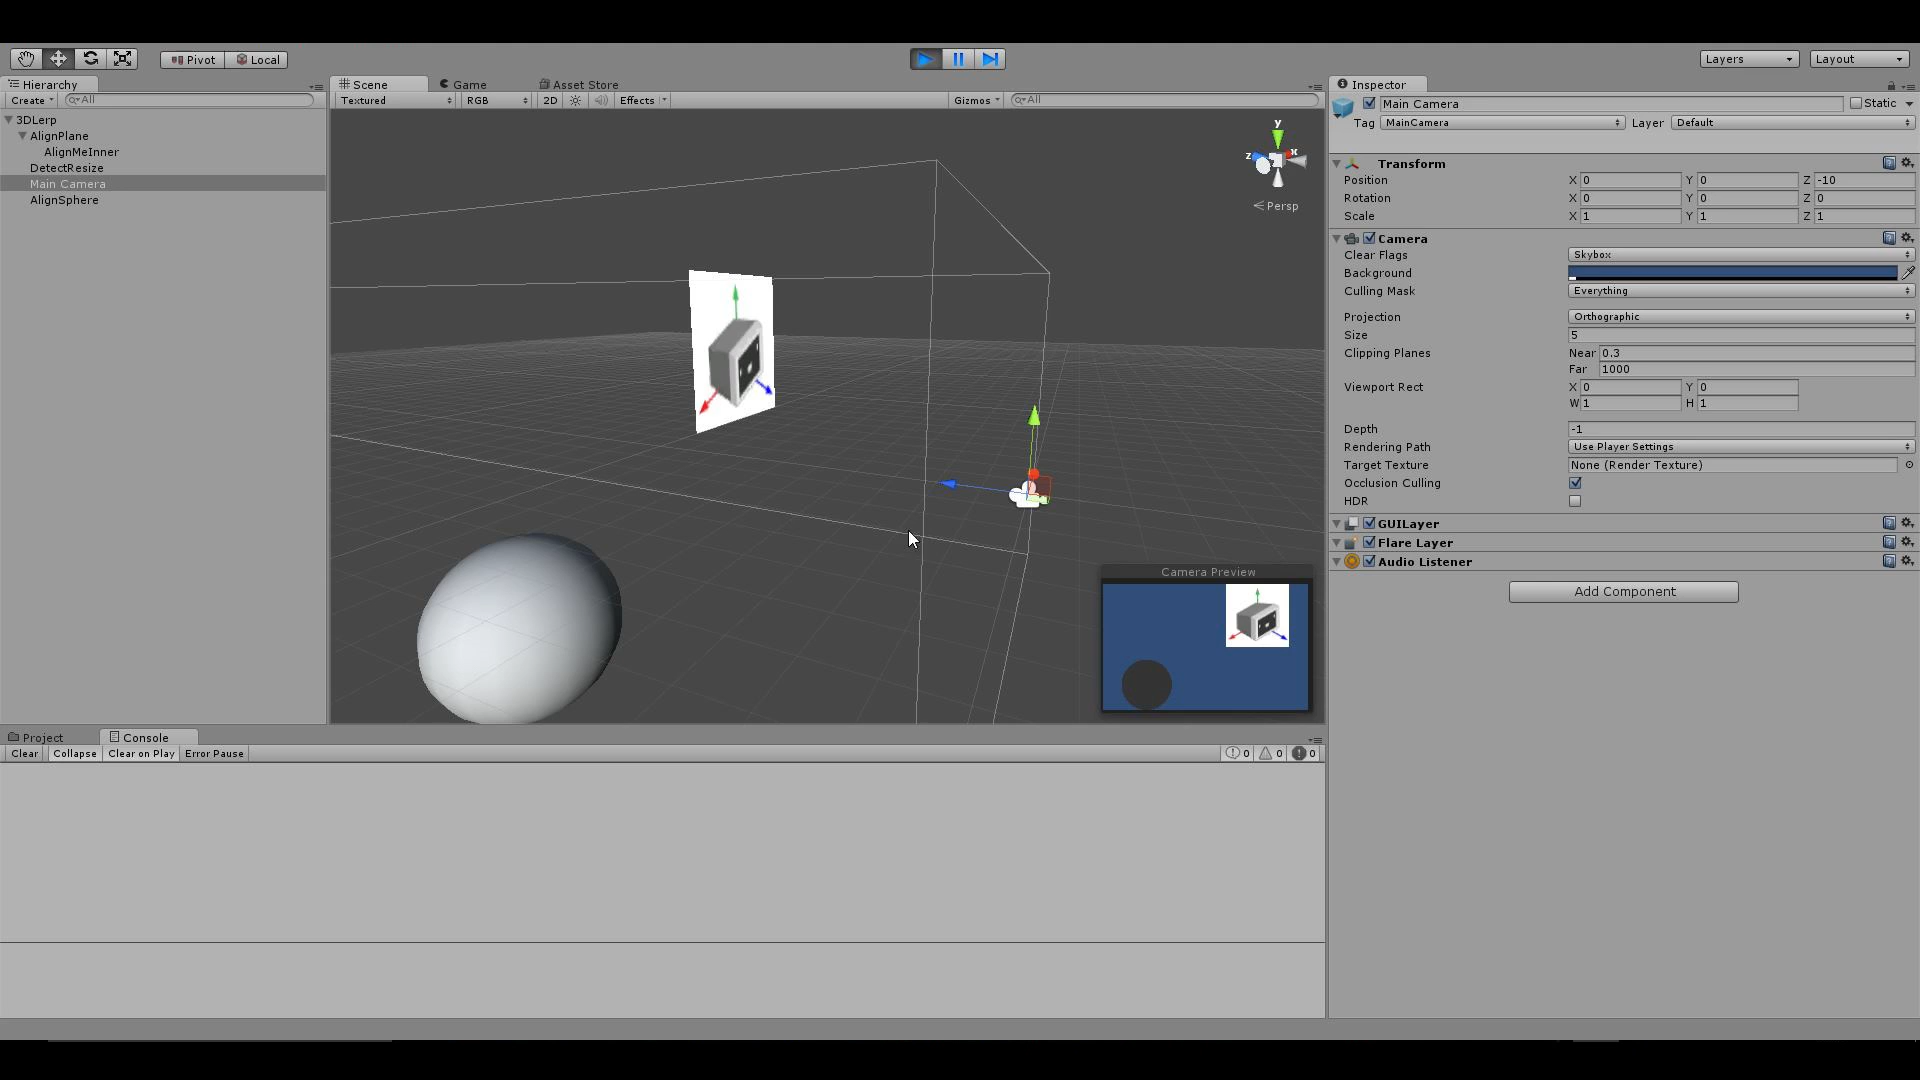 Pivot Local Layers Layout
Hierarchy Scene Game Asset Store Inspector
Create All Textured RGB 2D Effects Gizmos All Main Camera Static
Tag MainCamera Layer Default
3DLerp
AlignPlane
AlignMeInner
DetectResize
Main Camera
AlignSphere
y
z x
Persp
Camera Preview
Transform
Position X 0 Y 0 Z -10
Rotation X 0 Y 0 Z 0
Scale X 1 Y 1 Z 1
Camera
Clear Flags Skybox
Background
Culling Mask Everything
Projection Orthographic
Size 5
Clipping Planes Near 0.3
Far 1000
Viewport Rect X 0 Y 0
W 1 H 1
Depth -1
Rendering Path Use Player Settings
Target Texture None (Render Texture)
Occlusion Culling
HDR
GUILayer
Flare Layer
Audio Listener
Add Component
Project Console
Clear Collapse Clear on Play Error Pause 0 0 0